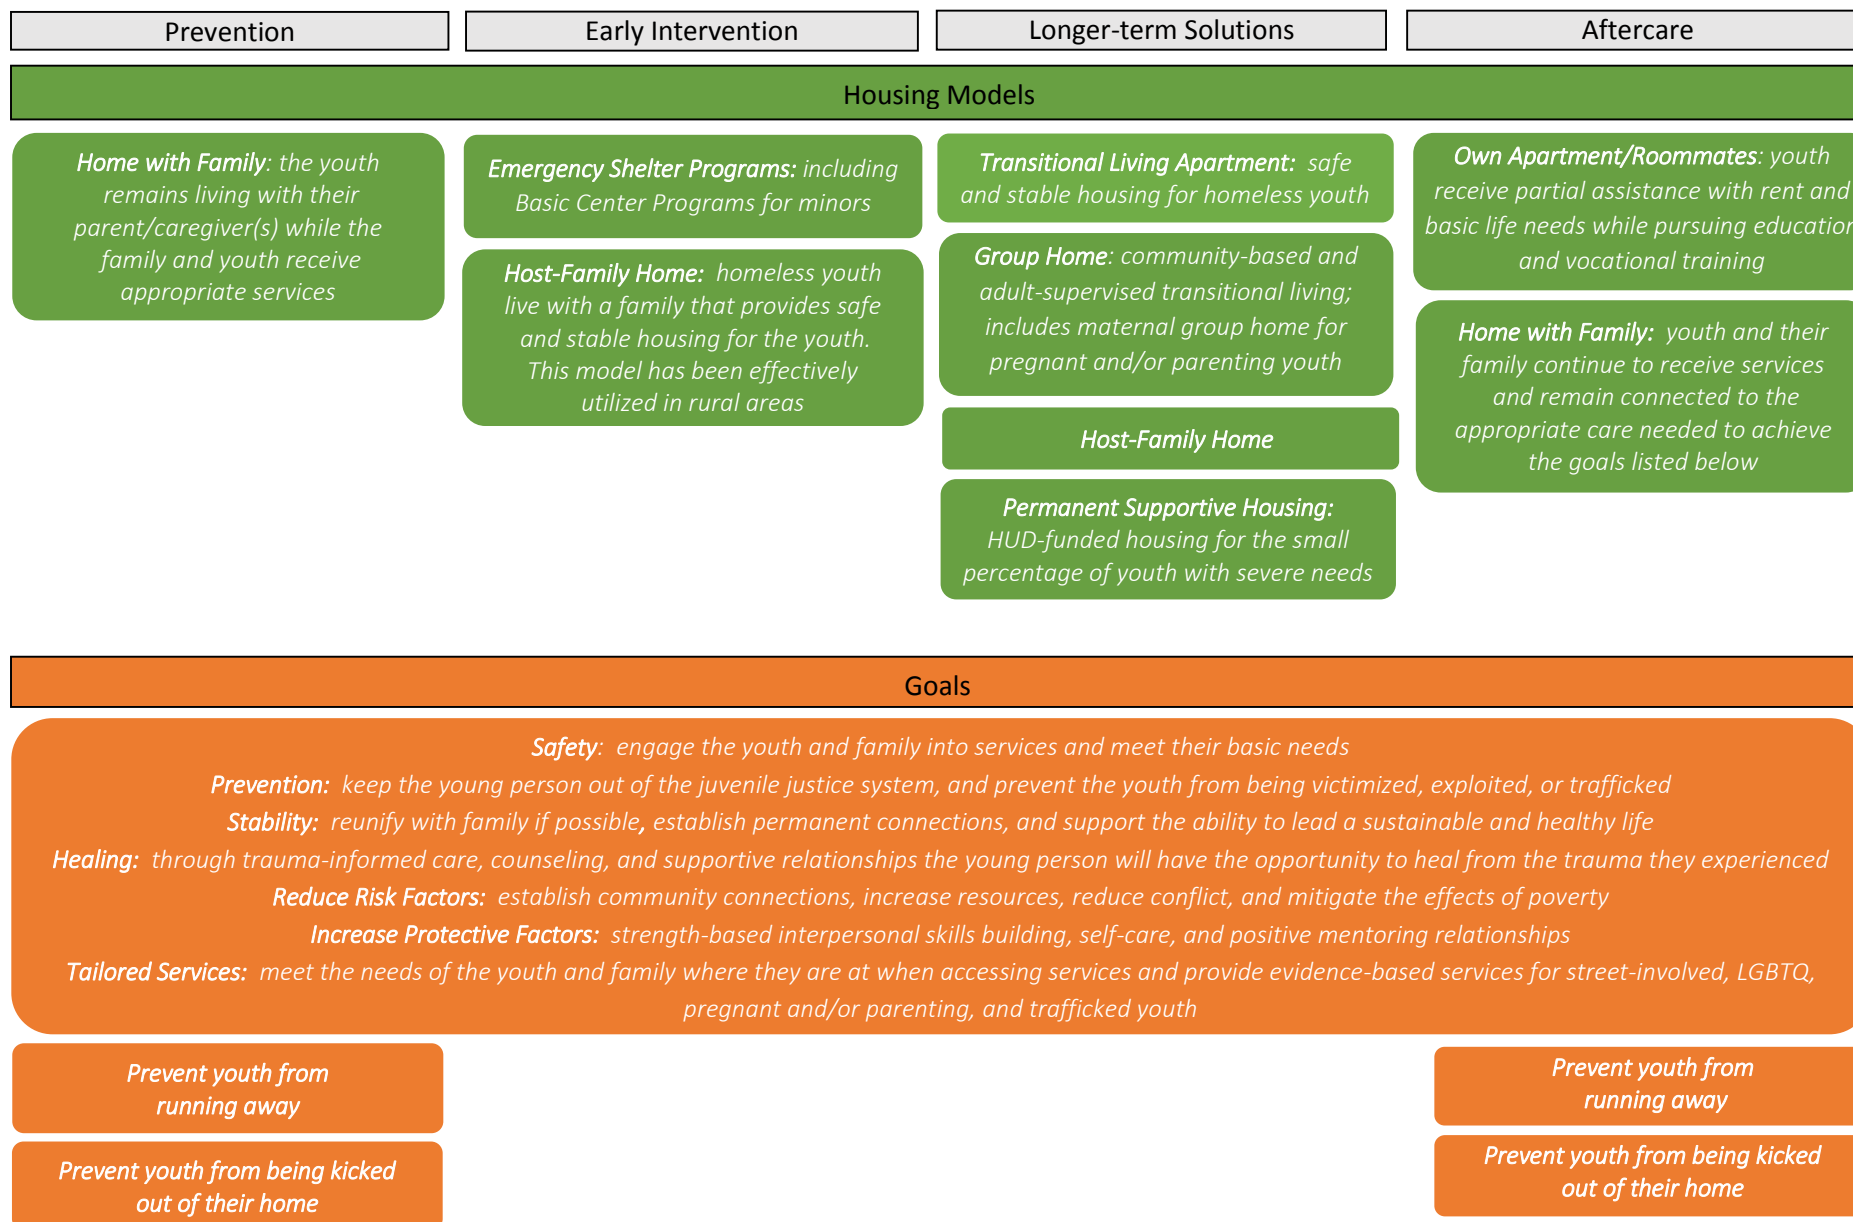 Prevention
Early Intervention
Longer-term Solutions
Aftercare
Housing Models
Home with Family: the youth
remains living with their
parent/caregiver(s) while the
family and youth receive
appropriate services
Emergency Shelter Programs: including
Basic Center Programs for minors
Host-Family Home: homeless youth
live with a family that provides safe
and stable housing for the youth.
This model has been effectively
utilized in rural areas
Transitional Living Apartment: safe
and stable housing for homeless youth
Group Home: community-based and
adult-supervised transitional living;
includes maternal group home for
pregnant and/or parenting youth
Host-Family Home
Permanent Supportive Housing:
HUD-funded housing for the small
percentage of youth with severe needs
Own Apartment/Roommates: youth
receive partial assistance with rent and
basic life needs while pursuing education
and vocational training
Home with Family: youth and their
family continue to receive services
and remain connected to the
appropriate care needed to achieve
the goals listed below
Goals
Safety: engage the youth and family into services and meet their basic needs
Prevention: keep the young person out of the juvenile justice system, and prevent the youth from being victimized, exploited, or trafficked
Stability: reunify with family if possible, establish permanent connections, and support the ability to lead a sustainable and healthy life
Healing: through trauma-informed care, counseling, and supportive relationships the young person will have the opportunity to heal from the trauma they experienced
Reduce Risk Factors: establish community connections, increase resources, reduce conflict, and mitigate the effects of poverty
Increase Protective Factors: strength-based interpersonal skills building, self-care, and positive mentoring relationships
Tailored Services: meet the needs of the youth and family where they are at when accessing services and provide evidence-based services for street-involved, LGBTQ,
pregnant and/or parenting, and trafficked youth
Prevent youth from
running away
Prevent youth from being kicked
out of their home
Prevent youth from
running away
Prevent youth from being kicked
out of their home